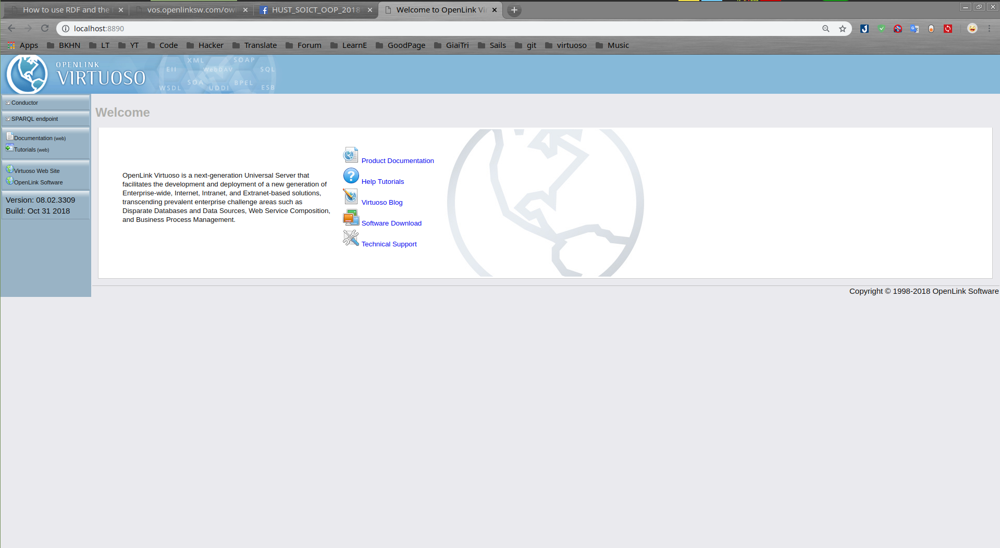 How to use RDF and the
vos.openlinksw.com/owi
HUST_SOICT_OOP_2018
Welcome to OpenLink Vi
localhost:8890
Apps BKHN LT YT Code Hacker Translate Forum LearnE GoodPage GiaiTri Sails git virtuoso Music
OPENLINK
VIRTUOSO
XML SOAP
EII WebDAV SQL
SOA BPEL
WSDL UDDI ESB
Conductor
SPARQL endpoint
Documentation (web)
Tutorials (web)
Virtuoso Web Site
OpenLink Software
Version: 08.02.3309
Build: Oct 31 2018
Welcome
OpenLink Virtuoso is a next-generation Universal Server that
facilitates the development and deployment of a new generation of
Enterprise-wide, Internet, Intranet, and Extranet-based solutions,
transcending prevalent enterprise challenge areas such as
Disparate Databases and Data Sources, Web Service Composition,
and Business Process Management.
Product Documentation
Help Tutorials
Virtuoso Blog
Software Download
Technical Support
Copyright © 1998-2018 OpenLink Software